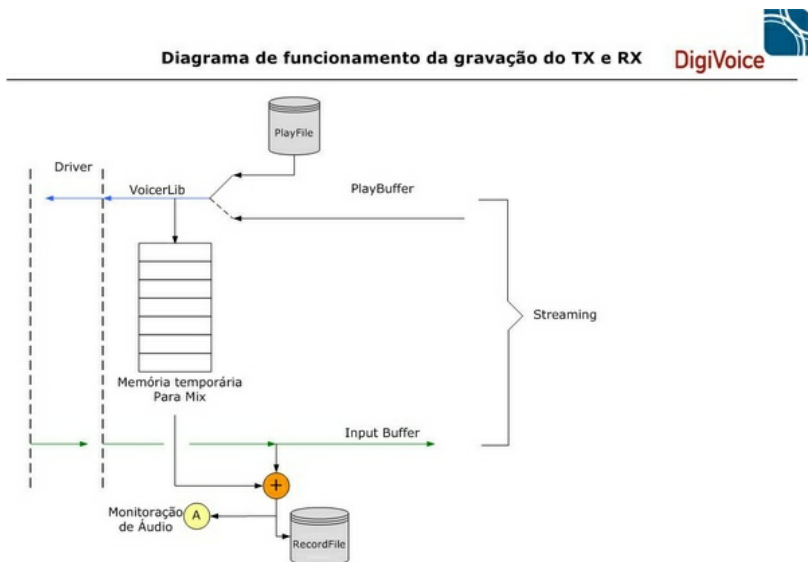 Diagrama de funcionamento da gravação do TX e RX
DigiVoice
PlayFile
Driver
VoicerLib
PlayBuffer
Streaming
Memória temporária
Para Mix
Input Buffer
+
Monitoração
de Áudio
A
RecordFile